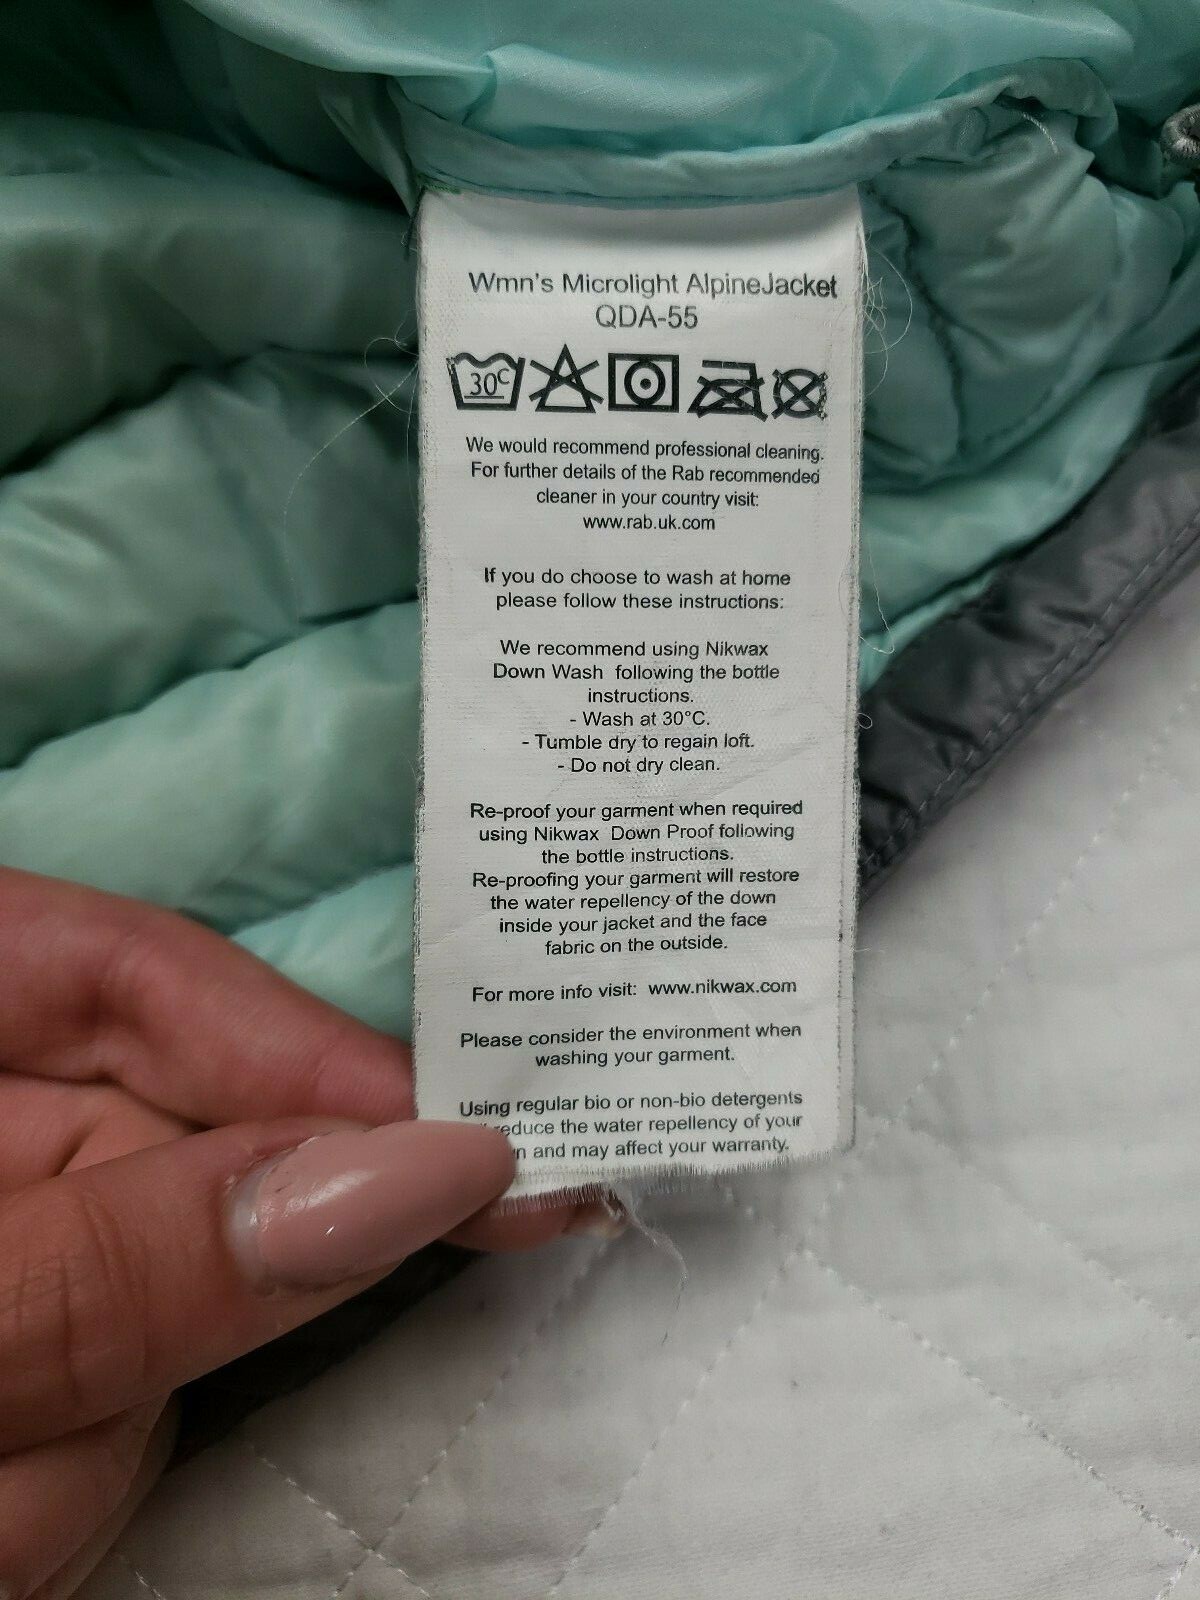 Wmn's Microlight AlpineJacket
QDA-55
30°C
We would recommend professional cleaning.
For further details of the Rab recommended
cleaner in your country visit:
www.rab.uk.com
If you do choose to wash at home
please follow these instructions:
We recommend using Nikwax
Down Wash following the bottle
instructions.
- Wash at 30°C.
- Tumble dry to regain loft.
- Do not dry clean.
Re-proof your garment when required
using Nikwax Down Proof following
the bottle instructions.
Re-proofing your garment will restore
the water repellency of the down
inside your jacket and the face
fabric on the outside.
For more info visit: www.nikwax.com
Please consider the environment when
washing your garment.
Using regular bio or non-bio detergents
reduce the water repellency of your
and may affect your warranty.